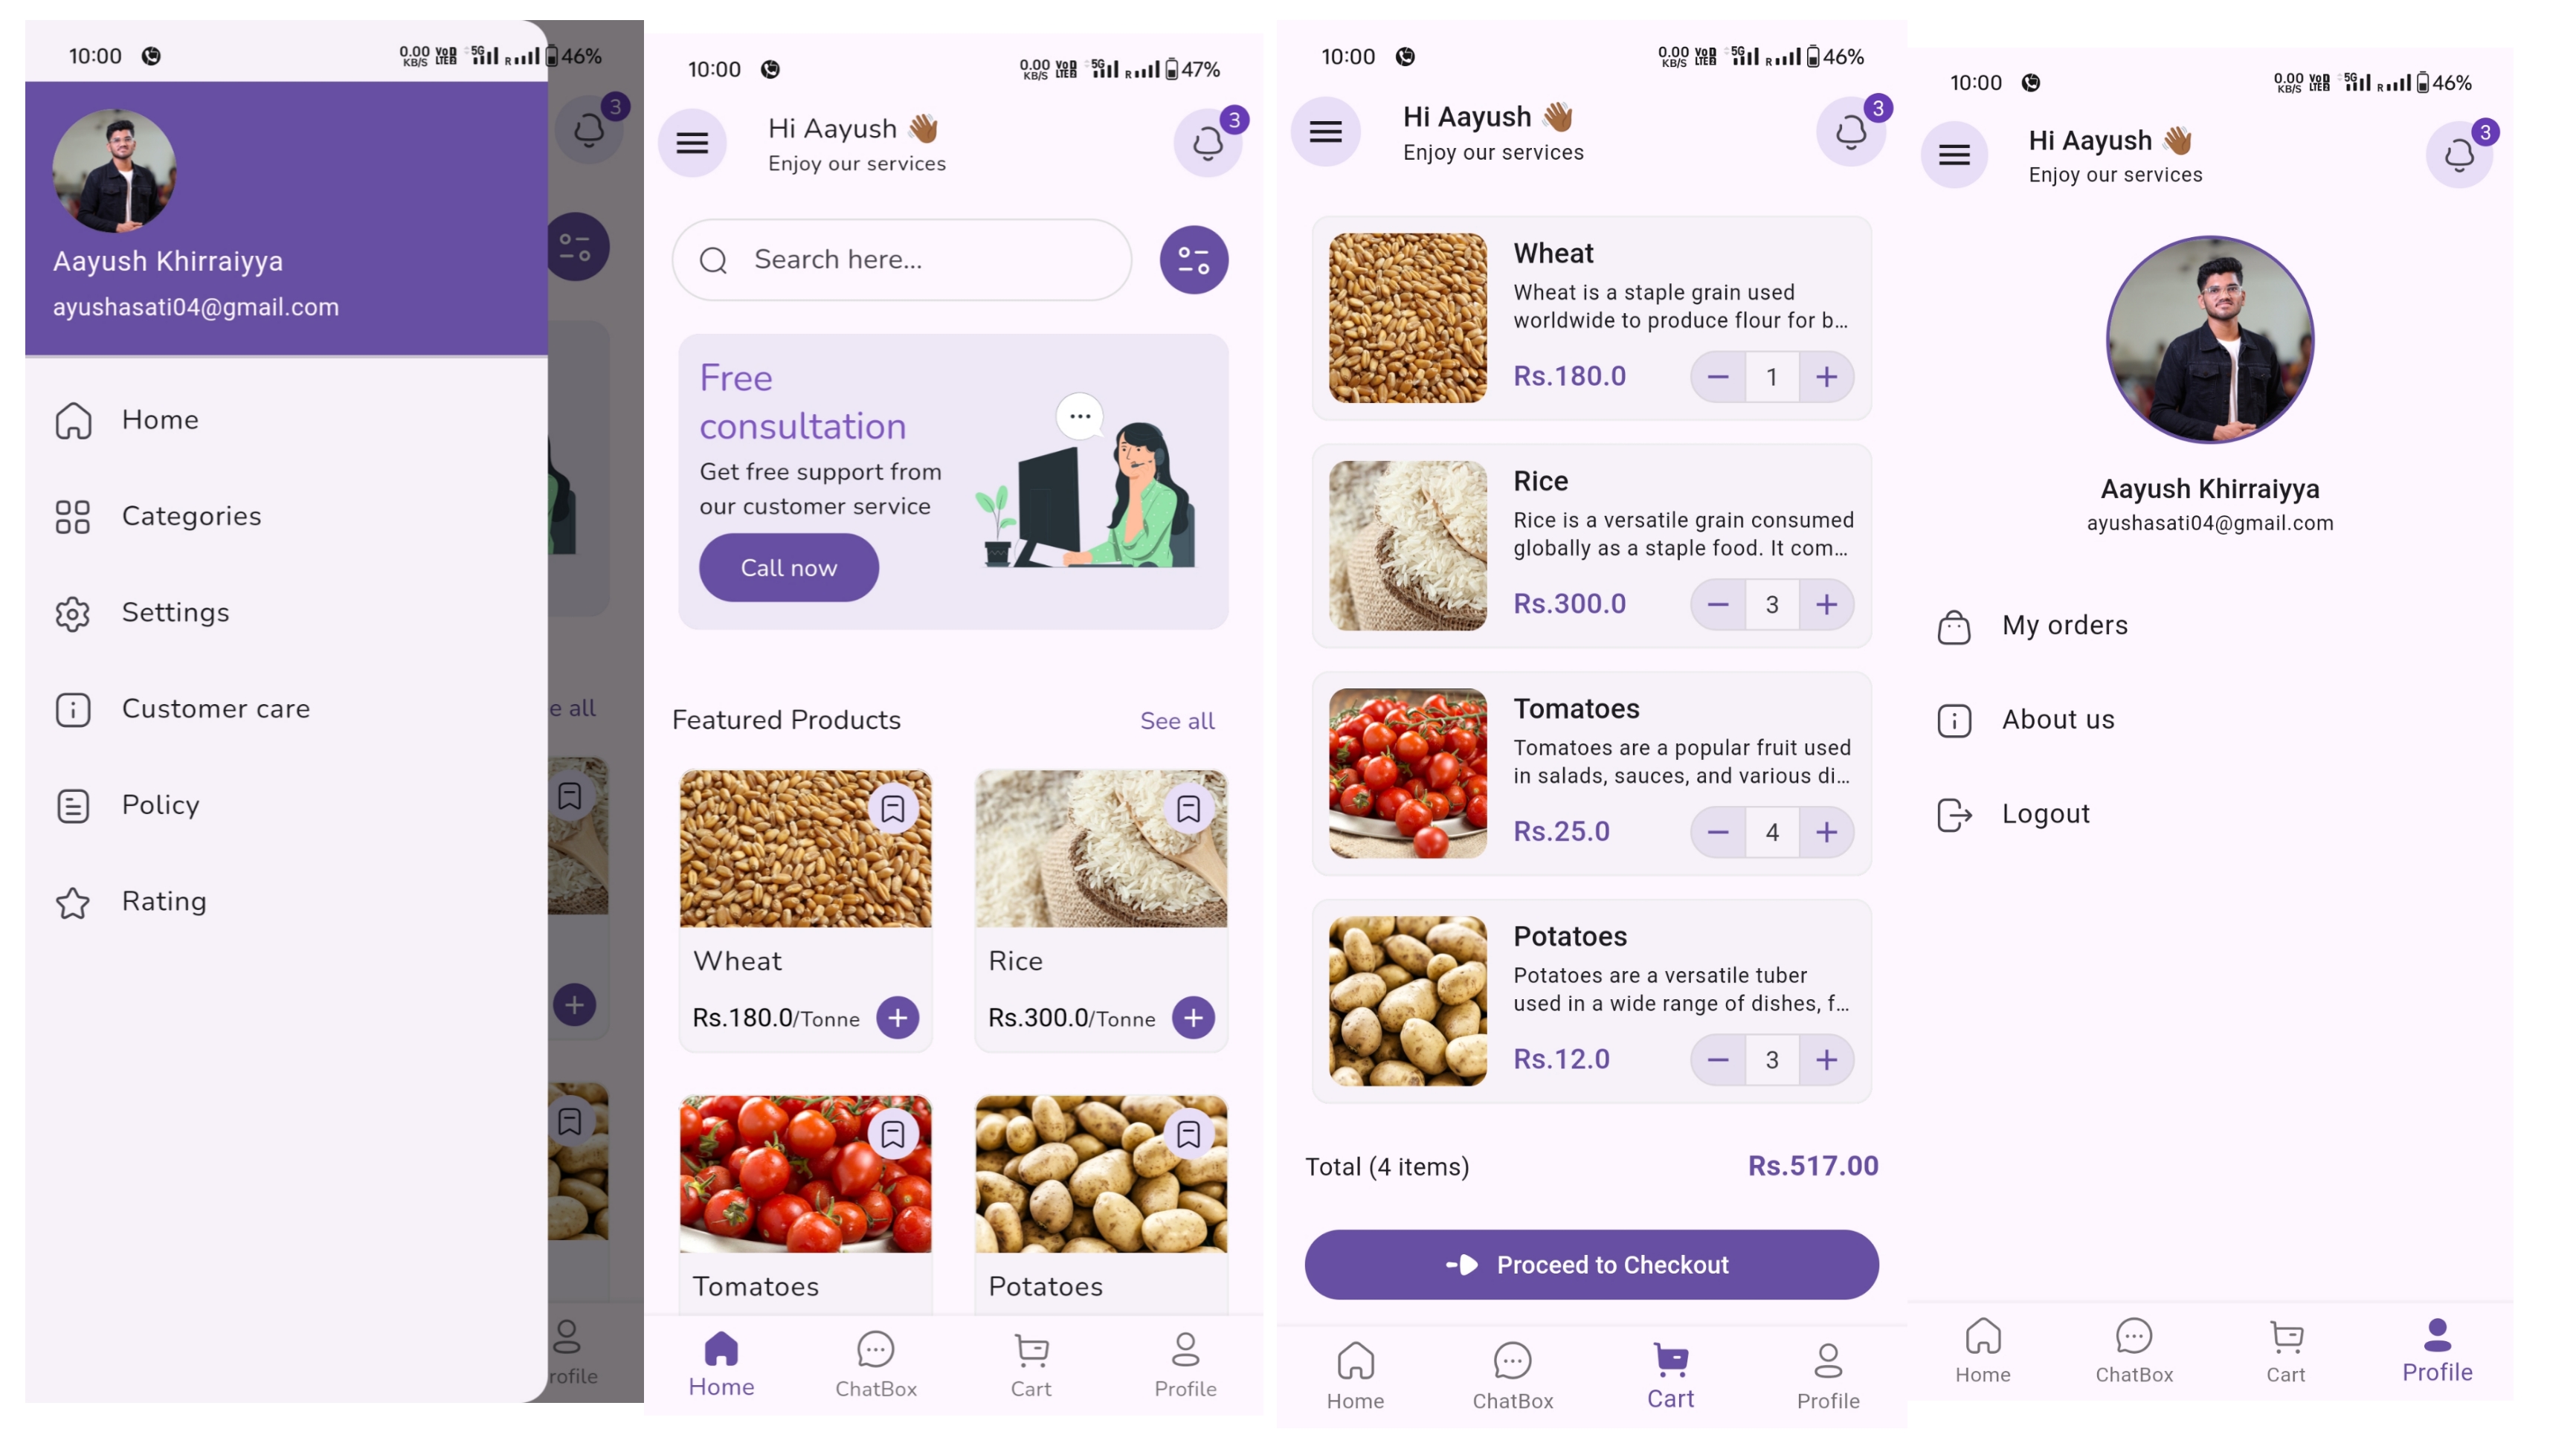 10:00
0.00 KB/S VoD LTE2 5G R 46%
3
Aayush Khirraiyya
ayushasati04@gmail.com
Home
Categories
Settings
Customer care
Policy
Rating
e all
rofile
10:00
0.00 KB/S VoD LTE2 5G R 47%
Hi Aayush 👋🏾
Enjoy our services
3
Search here...
Free
consultation
Get free support from
our customer service
Call now
Featured Products
See all
Wheat
Rs.180.0/Tonne
Rice
Rs.300.0/Tonne
Tomatoes
Potatoes
Home
ChatBox
Cart
Profile
10:00
0.00 KB/S VoD LTE2 5G R 46%
Hi Aayush 👋🏾
Enjoy our services
3
Wheat
Wheat is a staple grain used
worldwide to produce flour for b...
Rs.180.0
− 1 +
Rice
Rice is a versatile grain consumed
globally as a staple food. It com...
Rs.300.0
− 3 +
Tomatoes
Tomatoes are a popular fruit used
in salads, sauces, and various di...
Rs.25.0
− 4 +
Potatoes
Potatoes are a versatile tuber
used in a wide range of dishes, f...
Rs.12.0
− 3 +
Total (4 items)
Rs.517.00
Proceed to Checkout
Home
ChatBox
Cart
Profile
10:00
0.00 KB/S VoD LTE2 5G R 46%
Hi Aayush 👋🏾
Enjoy our services
3
Aayush Khirraiyya
ayushasati04@gmail.com
My orders
About us
Logout
Home
ChatBox
Cart
Profile